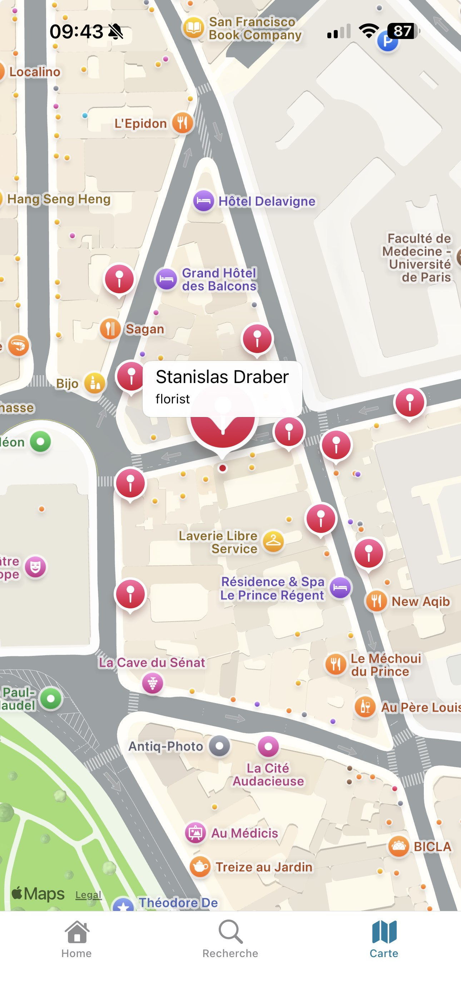 09:43
87
San Francisco
Book Company
P
Localino
L'Epidon
Hang Seng Heng
Hôtel Delavigne
Faculté de
Medecine -
Université
de Paris
Grand Hôtel
des Balcons
Sagan
e
Stanislas Draber
florist
Bijo
hasse
léon
Laverie Libre
Service
âtre
ope
Résidence & Spa
Le Prince Régent
New Aqib
La Cave du Sénat
Le Méchoui
du Prince
Paul-
laudel
Au Père Louis
Antiq-Photo
La Cité
Audacieuse
Au Médicis
BICLA
Treize au Jardin
Maps
Legal
Théodore De
Home
Recherche
Carte